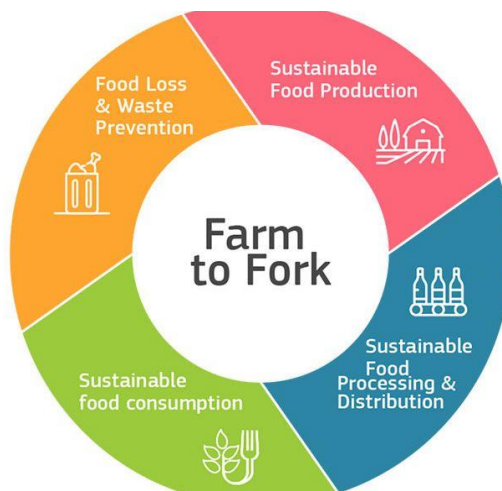 Food Loss
& Waste
Prevention
Sustainable
Food Production
Farm
to Fork
Sustainable
Food
Processing &
Distribution
Sustainable
food consumption